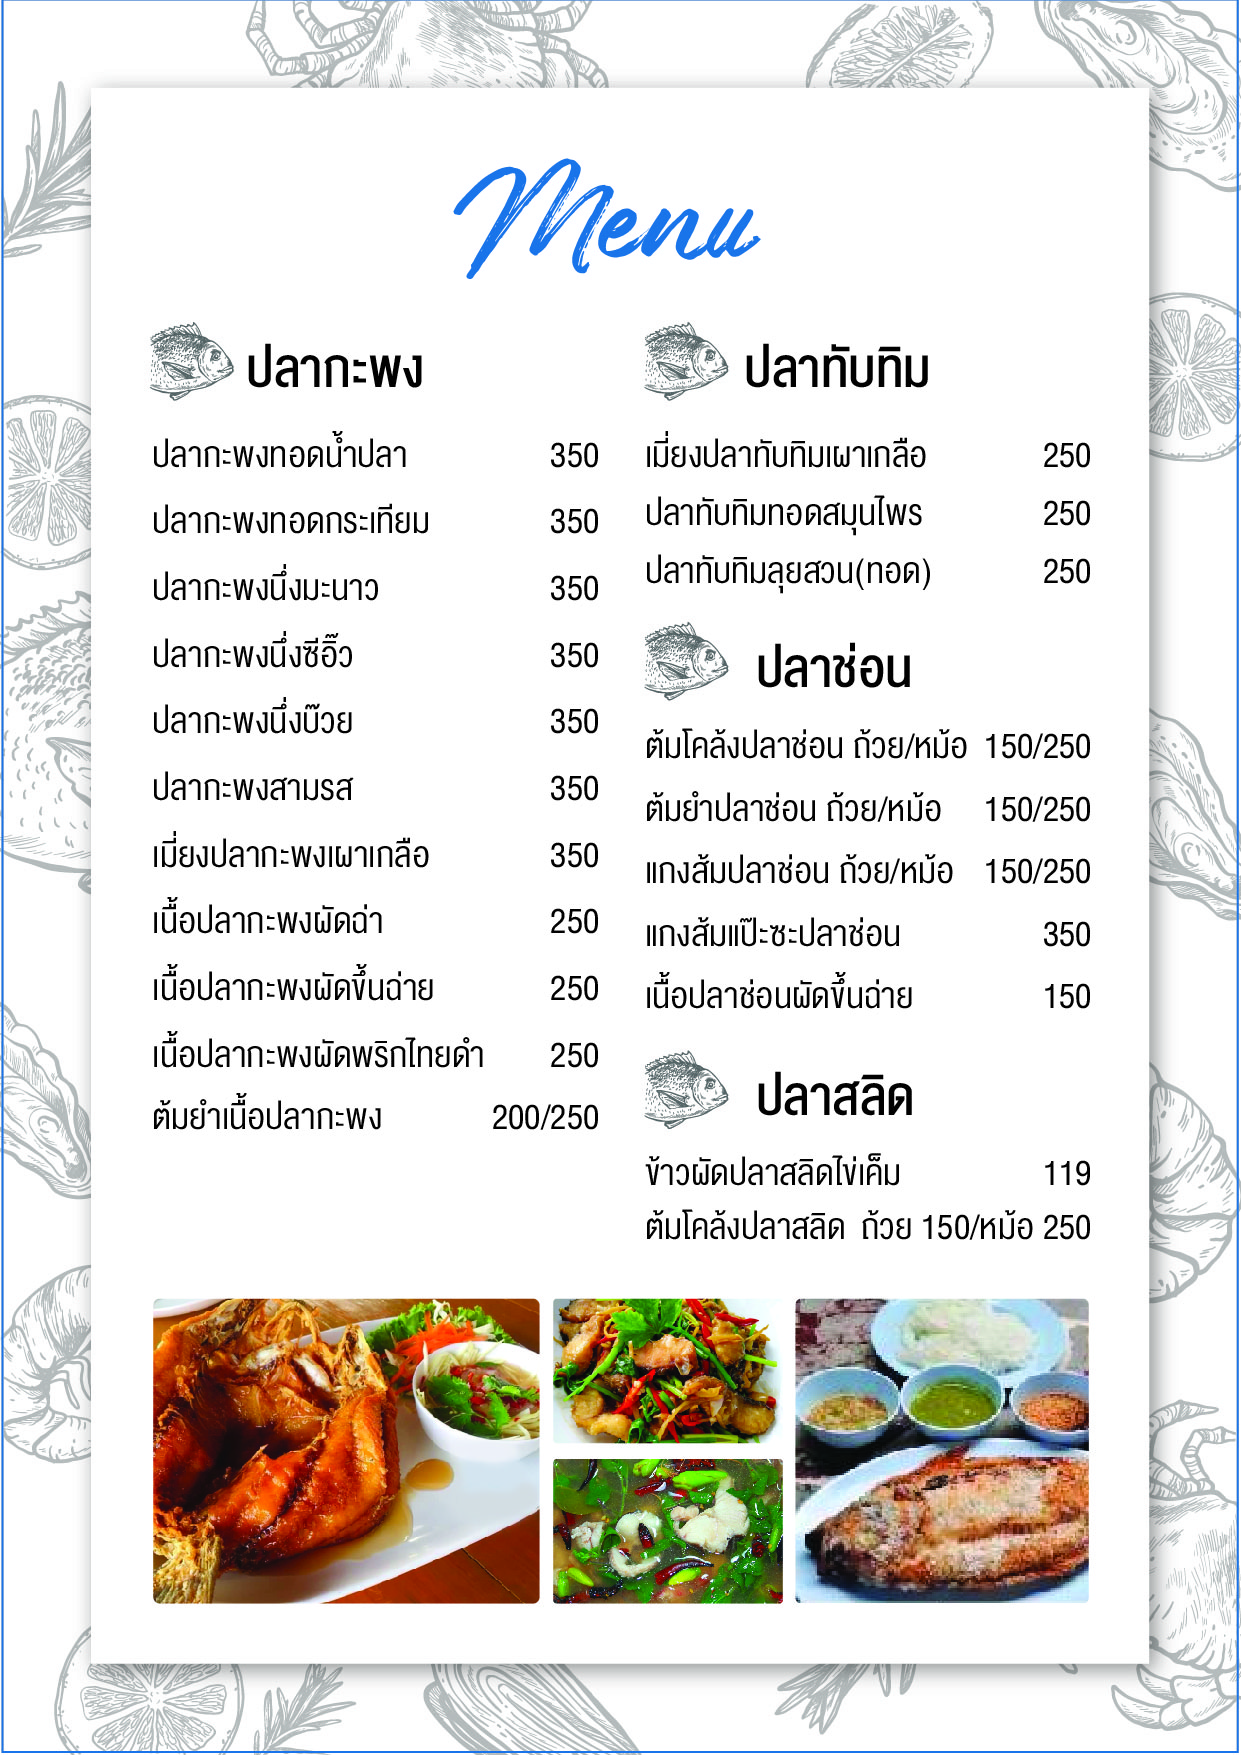 Menu
ปลากะพง
ปลากะพงทอดน้ำปลา 350
ปลากะพงทอดกระเทียม 350
ปลากะพงนึ่งมะนาว 350
ปลากะพงนึ่งซีอิ๊ว 350
ปลากะพงนึ่งบ๊วย 350
ปลากะพงสามรส 350
เมี่ยงปลากะพงเผาเกลือ 350
เนื้อปลากะพงผัดฉ่า 250
เนื้อปลากะพงผัดขึ้นฉ่าย 250
เนื้อปลากะพงผัดพริกไทยดำ 250
ต้มยำเนื้อปลากะพง 200/250
ปลาทับทิม
เมี่ยงปลาทับทิมเผาเกลือ 250
ปลาทับทิมทอดสมุนไพร 250
ปลาทับทิมลุยสวน(ทอด) 250
ปลาช่อน
ต้มโคล้งปลาช่อน ถ้วย/หม้อ 150/250
ต้มยำปลาช่อน ถ้วย/หม้อ 150/250
แกงส้มปลาช่อน ถ้วย/หม้อ 150/250
แกงส้มแป๊ะซะปลาช่อน 350
เนื้อปลาช่อนผัดขึ้นฉ่าย 150
ปลาสลิด
ข้าวผัดปลาสลิดไข่เค็ม 119
ต้มโคล้งปลาสลิด ถ้วย 150/หม้อ 250